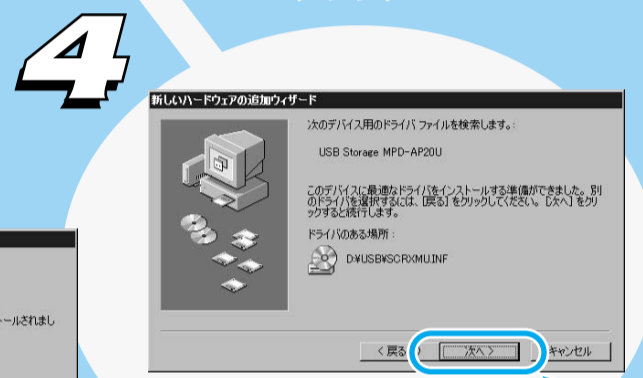 4
新しいハードウェアの追加ウィザード
次のデバイス用のドライバ ファイルを検索します。:
USB Storage MPD-AP20U
このデバイスに最適なドライバをインストールする準備ができました。別
のドライバを選択するには、[戻る] をクリックしてください。[次へ] をクリ
ックすると続行します。
ドライバのある場所:
D:¥USB¥SCRXMU.INF
ールされまし
< 戻る
次へ >
キャンセル